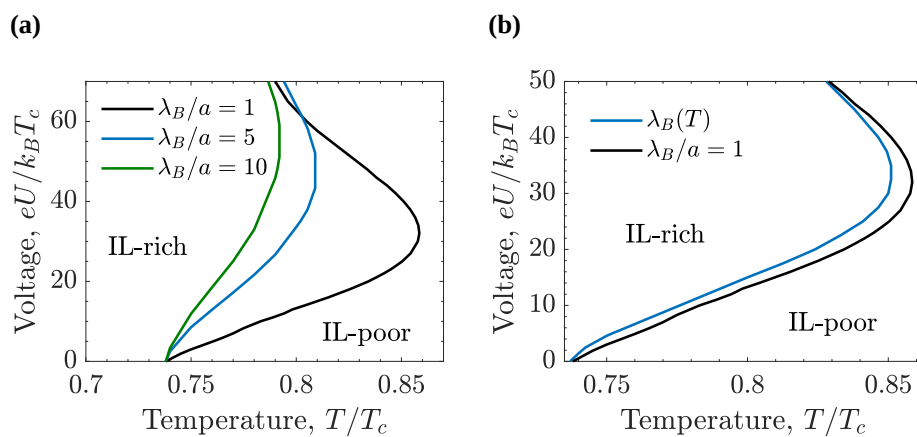 (a)
Voltage, eU/k_BT_c
60
40
20
0
λ_B/a = 1
λ_B/a = 5
λ_B/a = 10
IL-rich
IL-poor
0.7 0.75 0.8 0.85
Temperature, T/T_c
(b)
Voltage, eU/k_BT_c
50
40
30
20
10
0
λ_B(T)
λ_B/a = 1
IL-rich
IL-poor
0.75 0.8 0.85
Temperature, T/T_c